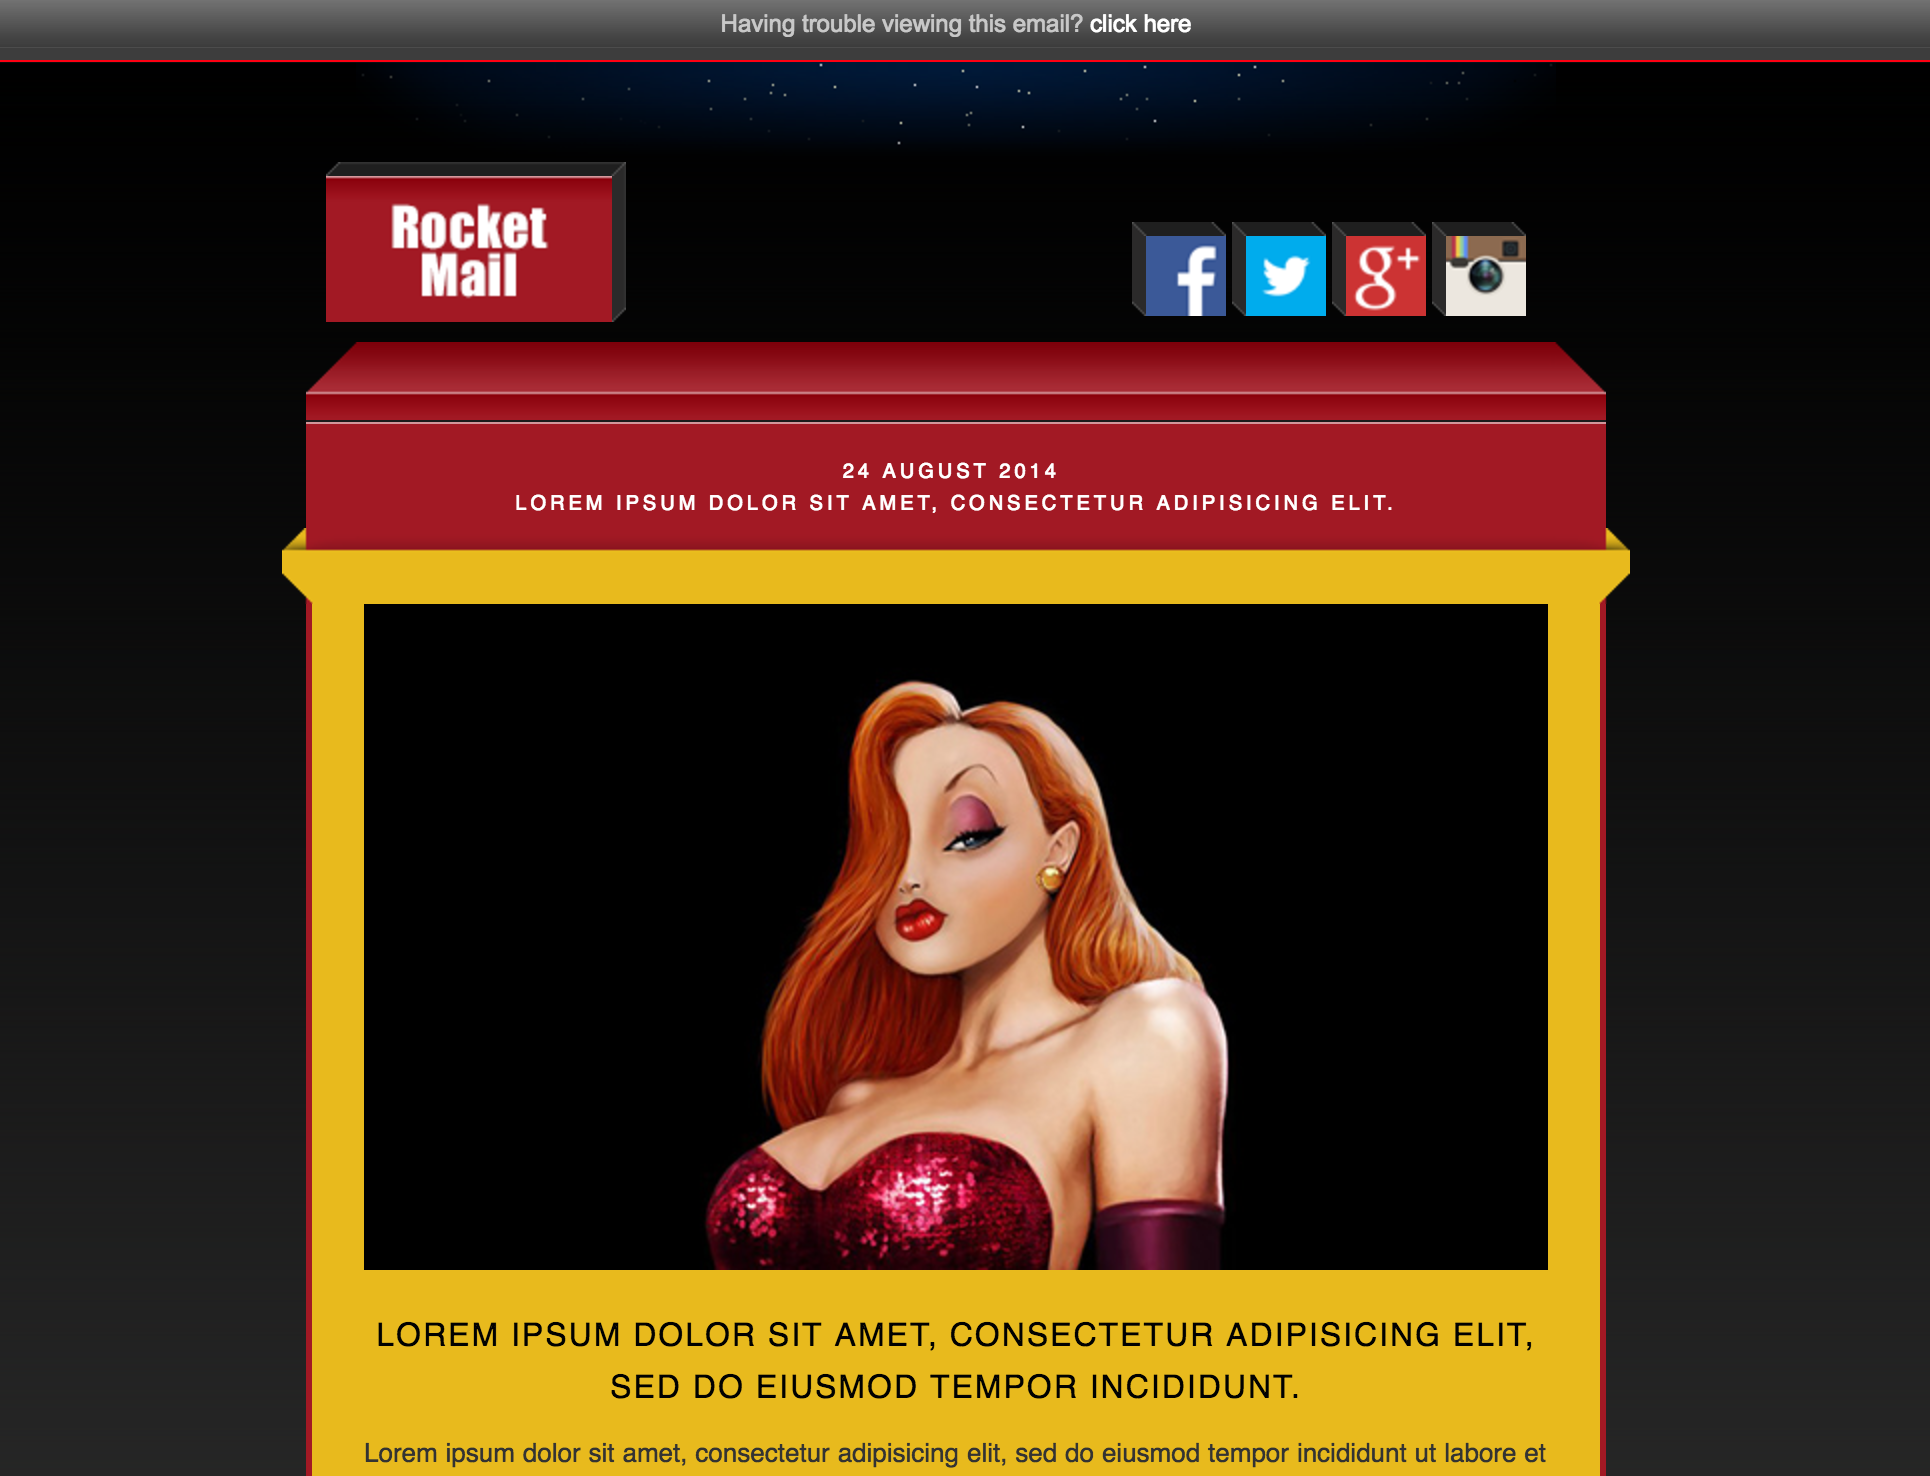 Having trouble viewing this email? click here
Rocket
Mail
f
g+
24 AUGUST 2014
LOREM IPSUM DOLOR SIT AMET, CONSECTETUR ADIPISICING ELIT.
LOREM IPSUM DOLOR SIT AMET, CONSECTETUR ADIPISICING ELIT,
SED DO EIUSMOD TEMPOR INCIDIDUNT.
Lorem ipsum dolor sit amet, consectetur adipisicing elit, sed do eiusmod tempor incididunt ut labore et